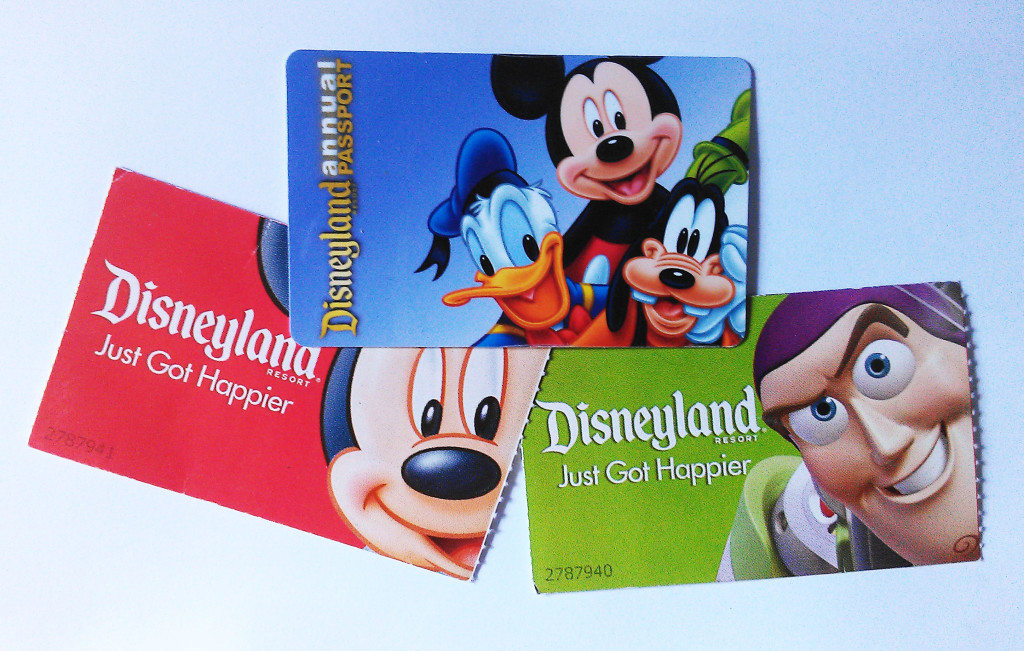 Disneyland
annual
PASSPORT
Disneyland
RESORT®
Just Got Happier
2787941
Disneyland®
RESORT
Just Got Happier
2787940